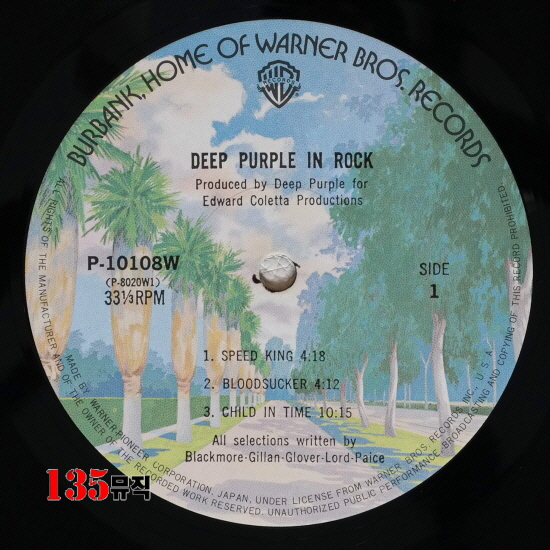 BURBANK, HOME OF WARNER BROS. RECORDS
W RECORDS
DEEP PURPLE IN ROCK
Produced by Deep Purple for
Edward Coletta Productions
P-10108W
(P-8020W1)
33⅓RPM
SIDE
1
1. SPEED KING 4:18
2. BLOODSUCKER 4:12
3. CHILD IN TIME 10:15
All selections written by
Blackmore-Gillan-Glover-Lord-Paice
MADE BY WARNER-PIONEER CORPORATION, JAPAN, UNDER LICENSE FROM WARNER BROS. RECORDS INC., U.S.A.
ALL RIGHTS OF THE MANUFACTURER AND OF THE OWNER OF THE RECORDED WORK RESERVED. UNAUTHORIZED PUBLIC PERFORMANCE, BROADCASTING AND COPYING OF THIS RECORD PROHIBITED
135뮤직